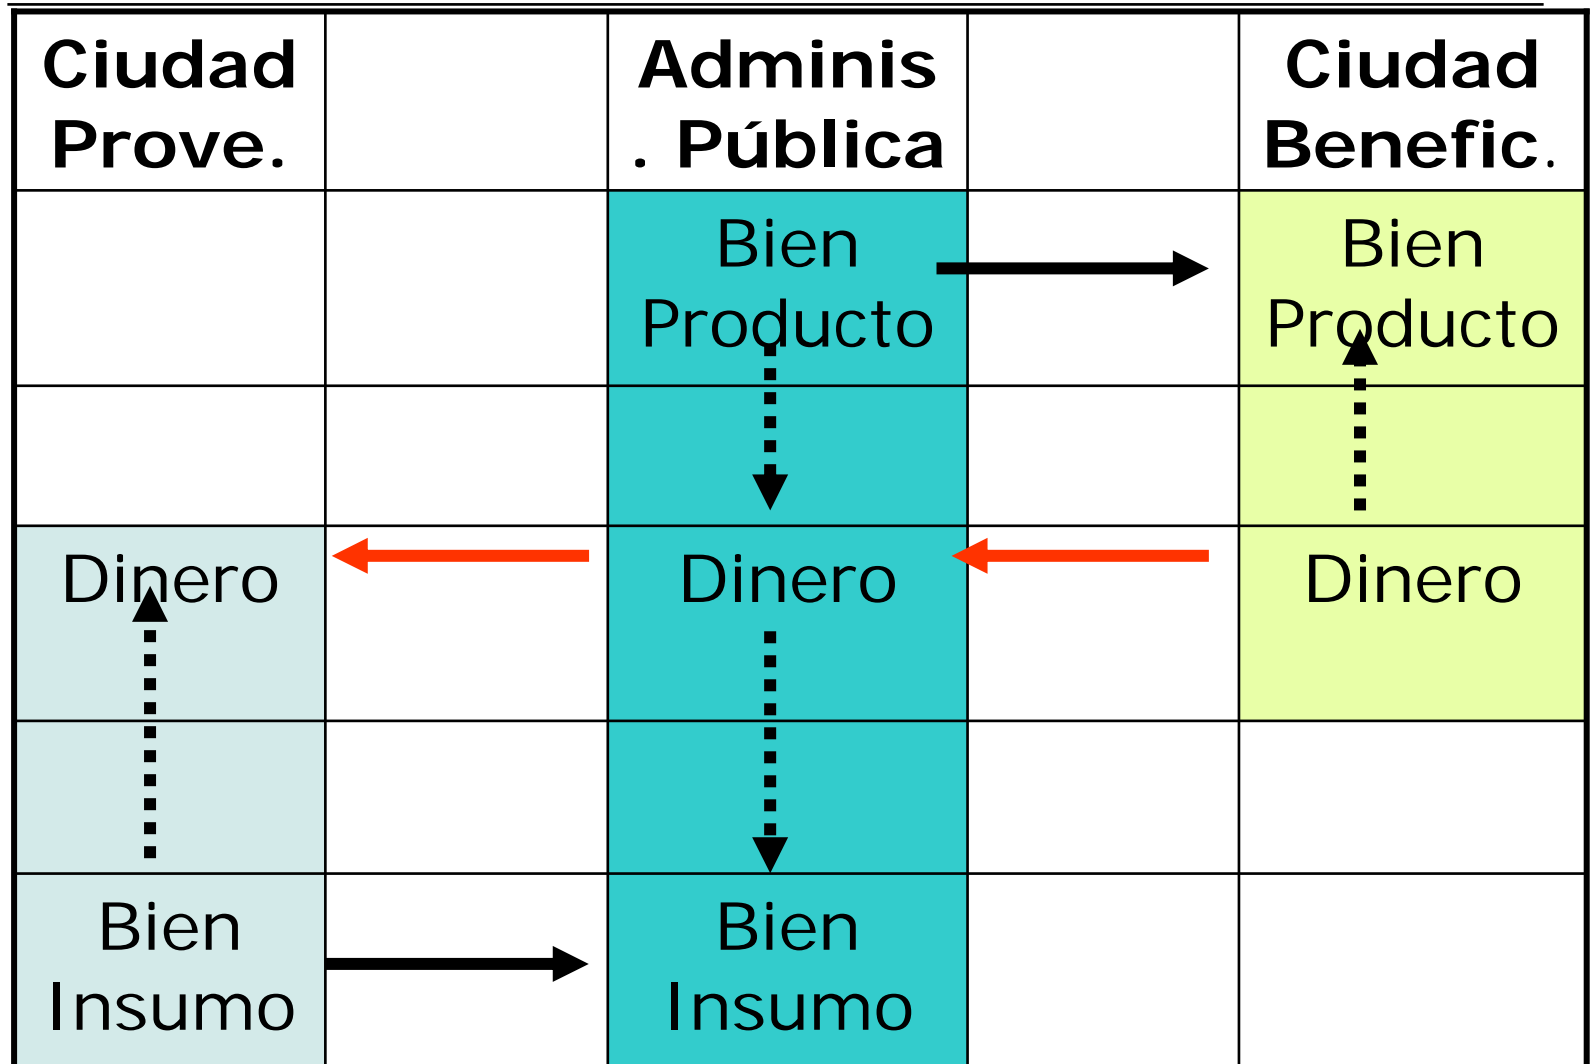 Ciudad
Prove.
Adminis
. Pública
Ciudad
Benefic.
Bien
Producto
Bien
Producto
Dinero
Dinero
Dinero
Bien
Insumo
Bien
Insumo